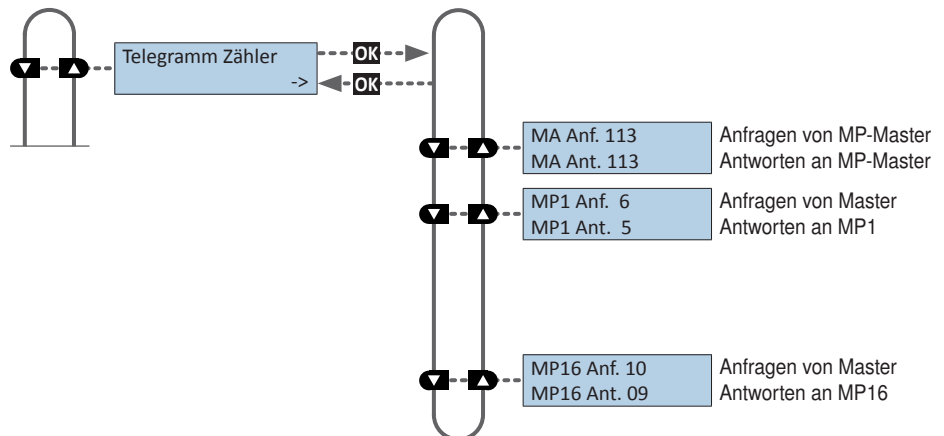 Telegramm Zähler
->
OK
OK
MA Anf. 113
MA Ant. 113
Anfragen von MP-Master
Antworten an MP-Master
MP1 Anf.  6
MP1 Ant.  5
Anfragen von Master
Antworten an MP1
MP16 Anf. 10
MP16 Ant. 09
Anfragen von Master
Antworten an MP16